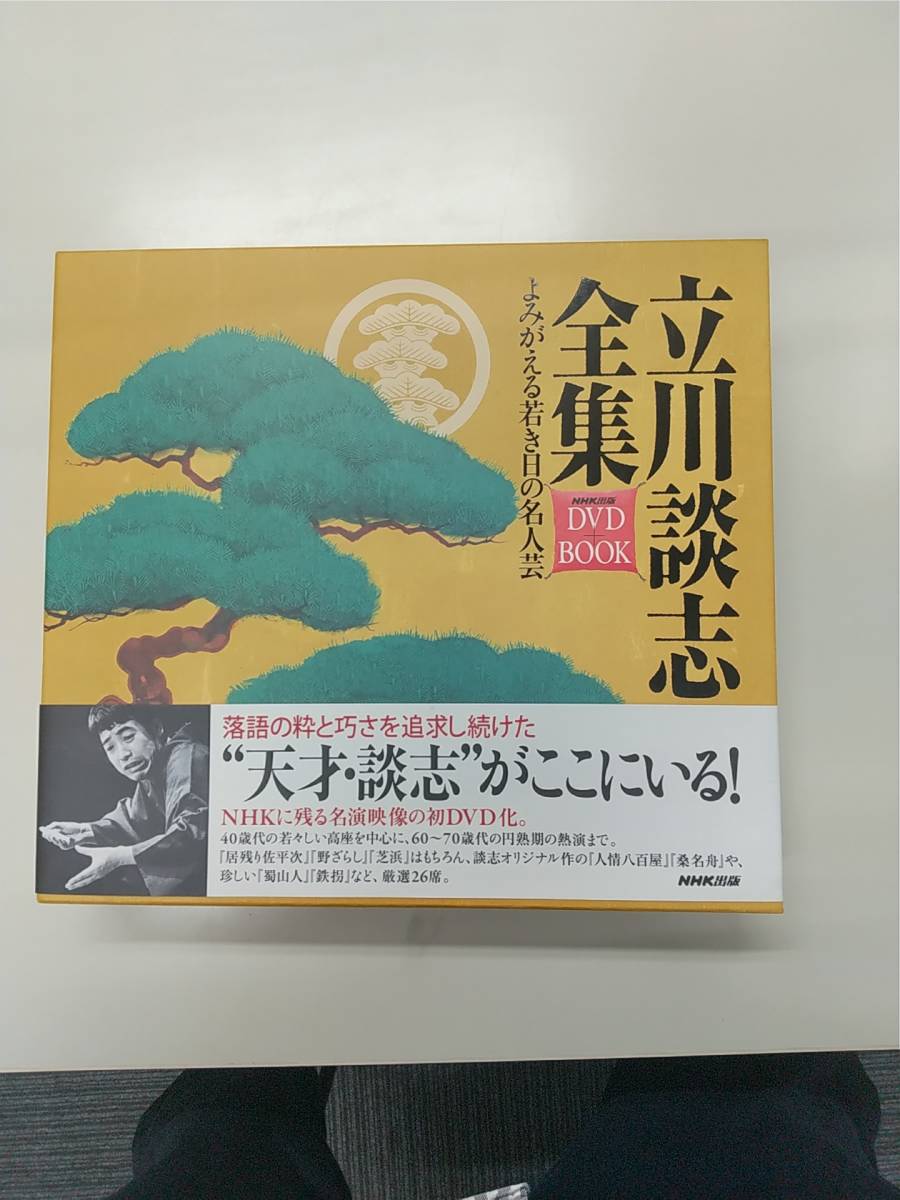 立川談志
全集
NHK出版
DVD
+
BOOK
よみがえる若き日の名人芸
落語の粋と巧さを追求し続けた
“天才・談志”がここにいる!
NHKに残る名演映像の初DVD化。
40歳代の若々しい高座を中心に、60〜70歳代の円熟期の熱演まで。
『居残り佐平次』『野ざらし』『芝浜』はもちろん、談志オリジナル作の『人情八百屋』『桑名舟』や、
珍しい『蜀山人』『鉄拐』など、厳選26席。
NHK出版